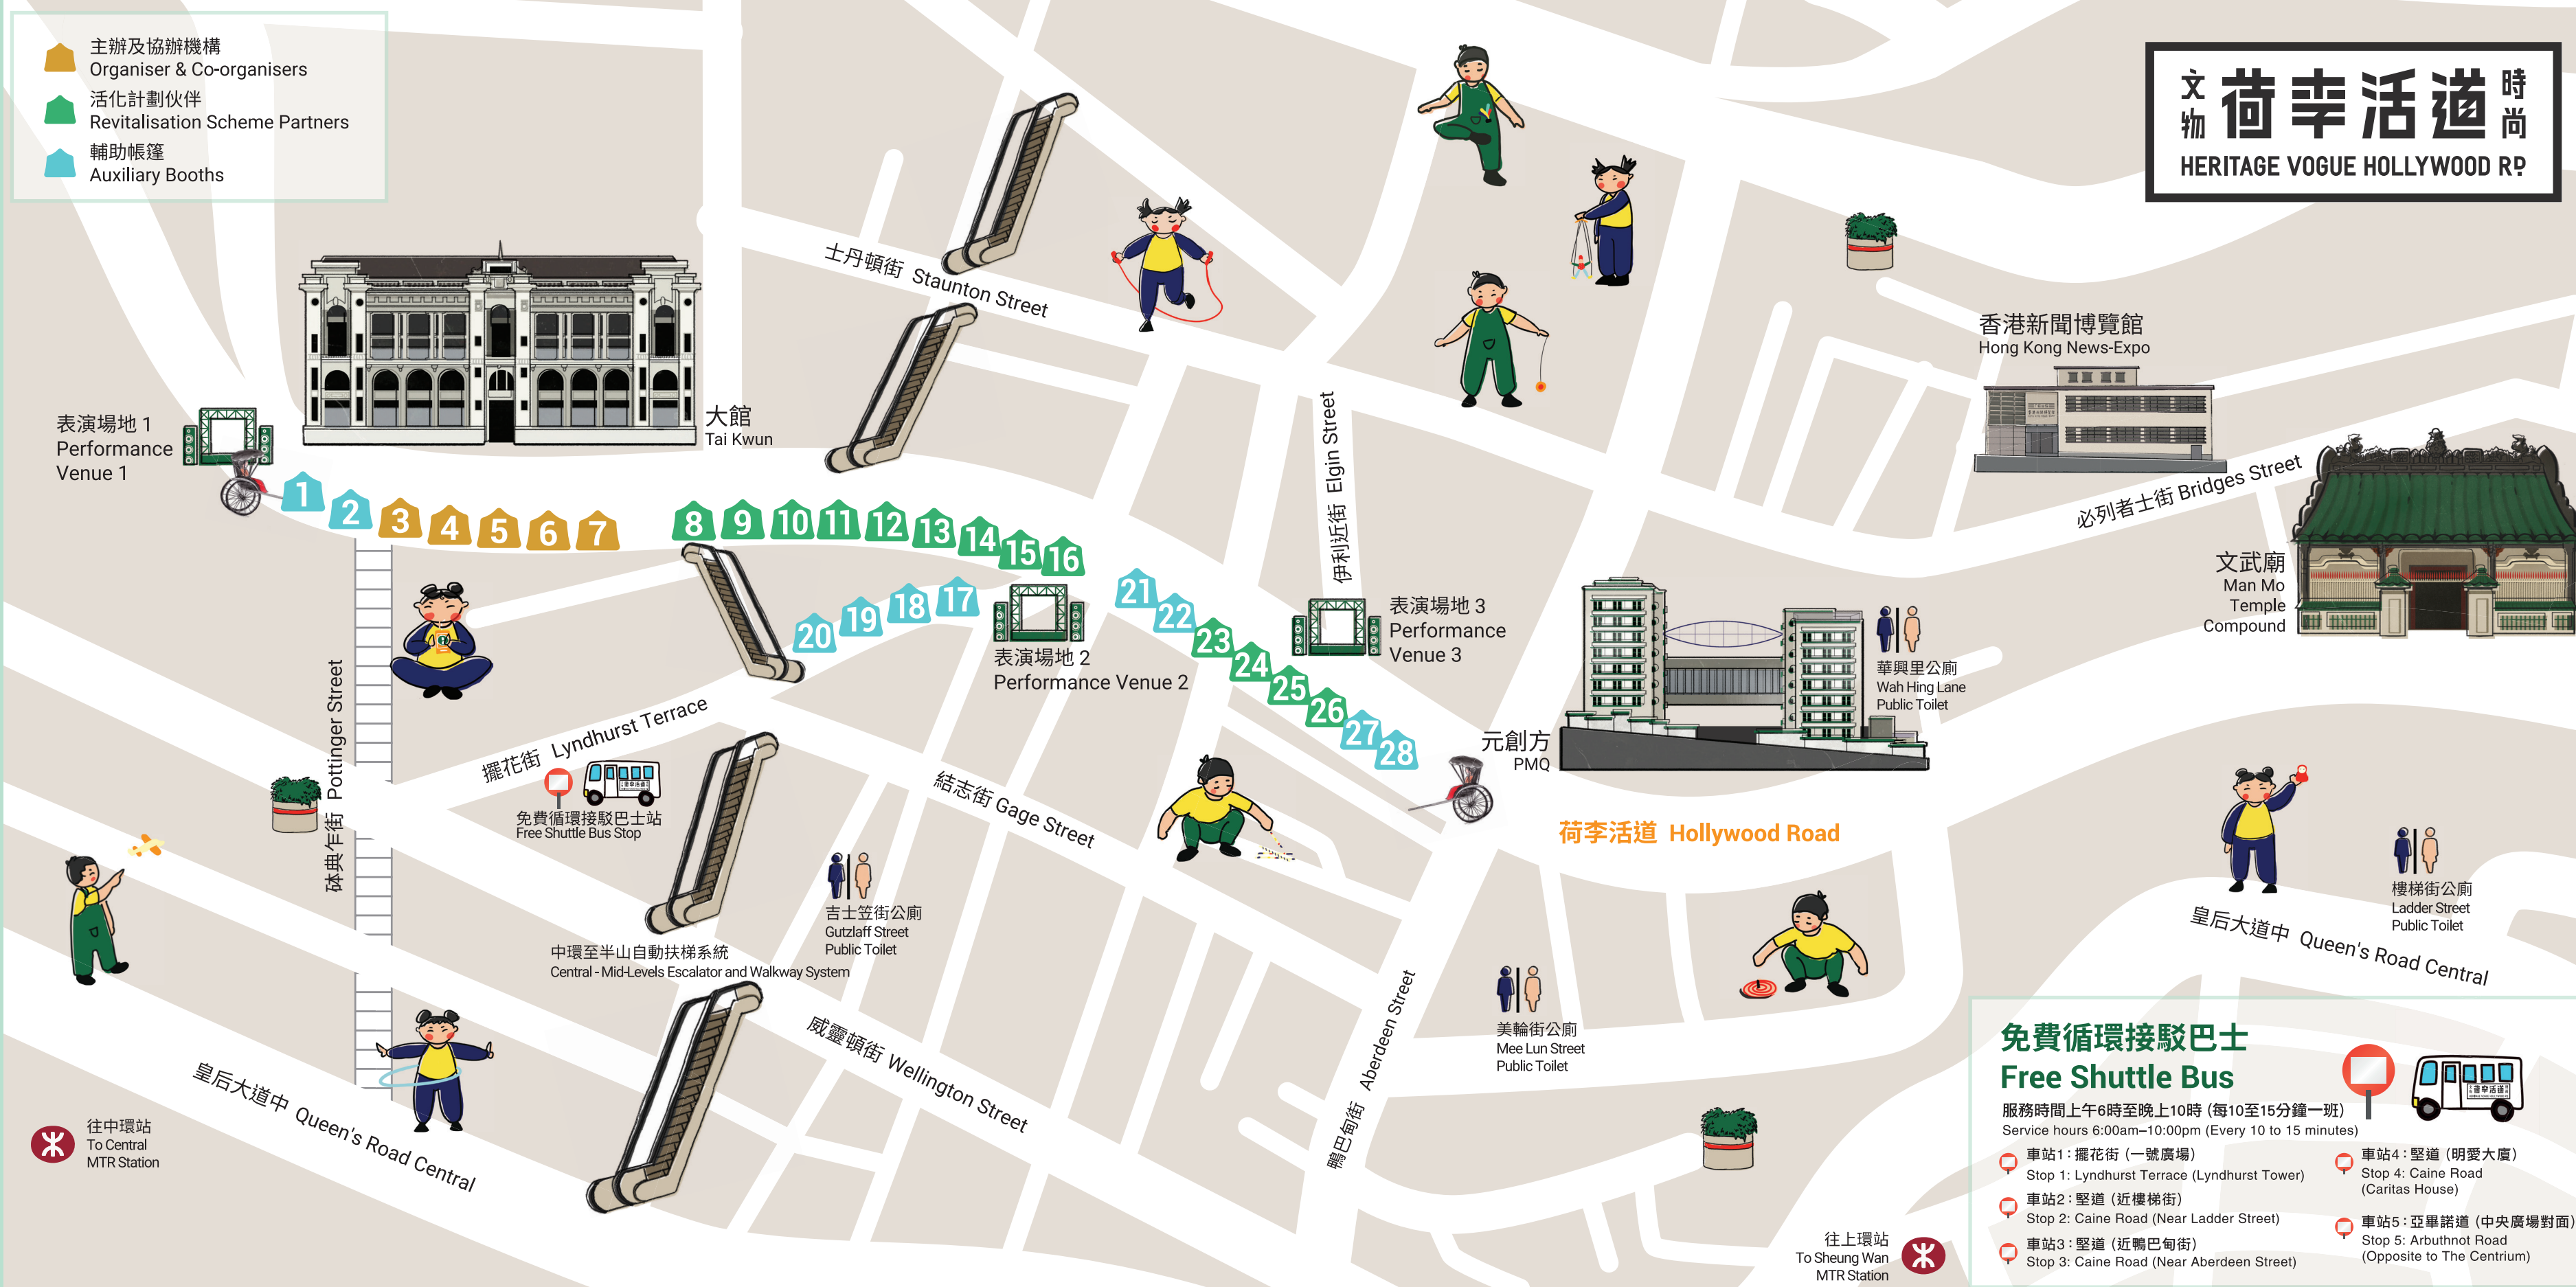 主辦及協辦機構
Organiser & Co-organisers
活化計劃伙伴
Revitalisation Scheme Partners
輔助帳篷
Auxiliary Booths
文物 荷李活道 時尚
HERITAGE VOGUE HOLLYWOOD RD
士丹頓街 Staunton Street
香港新聞博覽館
Hong Kong News-Expo
表演場地 1
Performance
Venue 1
大館
Tai Kwun
伊利近街 Elgin Street
必列者士街 Bridges Street
1
2
3
4
5
6
7
8
9
10
11
12
13
14
15
16
20
19
18
17
21
22
23
24
25
26
27
28
文武廟
Man Mo
Temple
Compound
表演場地 2
Performance Venue 2
表演場地 3
Performance
Venue 3
華興里公廁
Wah Hing Lane
Public Toilet
砵典乍街 Pottinger Street
擺花街 Lyndhurst Terrace
免費循環接駁巴士站
Free Shuttle Bus Stop
結志街 Gage Street
元創方
PMQ
荷李活道 Hollywood Road
吉士笠街公廁
Gutzlaff Street
Public Toilet
中環至半山自動扶梯系統
Central - Mid-Levels Escalator and Walkway System
樓梯街公廁
Ladder Street
Public Toilet
皇后大道中 Queen's Road Central
美輪街公廁
Mee Lun Street
Public Toilet
鴨巴甸街 Aberdeen Street
威靈頓街 Wellington Street
皇后大道中 Queen's Road Central
往中環站
To Central
MTR Station
往上環站
To Sheung Wan
MTR Station
免費循環接駁巴士
Free Shuttle Bus
荷李活道
服務時間上午6時至晚上10時 (每10至15分鐘一班)
Service hours 6:00am–10:00pm (Every 10 to 15 minutes)
車站1：擺花街 (一號廣場)
Stop 1: Lyndhurst Terrace (Lyndhurst Tower)
車站2：堅道 (近樓梯街)
Stop 2: Caine Road (Near Ladder Street)
車站3：堅道 (近鴨巴甸街)
Stop 3: Caine Road (Near Aberdeen Street)
車站4：堅道 (明愛大廈)
Stop 4: Caine Road
(Caritas House)
車站5：亞畢諾道 (中央廣場對面)
Stop 5: Arbuthnot Road
(Opposite to The Centrium)